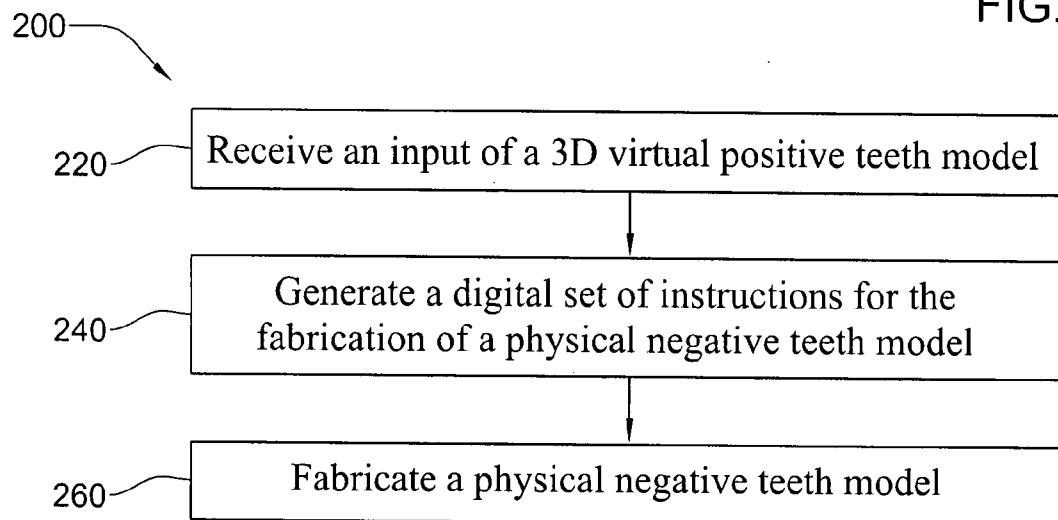 FIG.
200
220
Receive an input of a 3D virtual positive teeth model
240
Generate a digital set of instructions for the
fabrication of a physical negative teeth model
260
Fabricate a physical negative teeth model